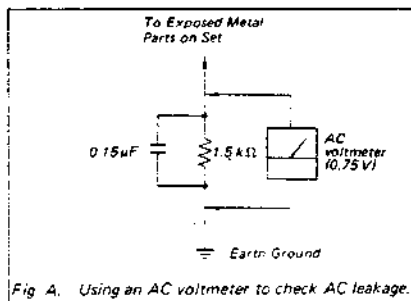 To Exposed Metal
Parts on Set
0.15μF
1.5 kΩ
AC
voltmeter
(0.75 V)
Earth Ground
Fig A. Using an AC voltmeter to check AC leakage.